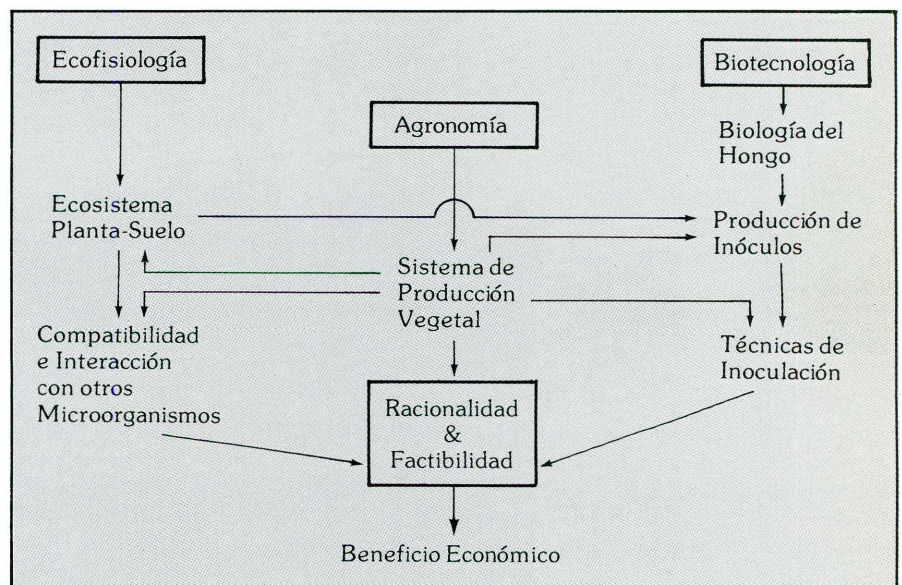 Ecofisiología
Biotecnología
Agronomía
Biología del
Hongo
Ecosistema
Planta-Suelo
Producción de
Inóculos
Sistema de
Producción
Vegetal
Compatibilidad
e Interacción
con otros
Microorganismos
Técnicas de
Inoculación
Racionalidad
&
Factibilidad
Beneficio Económico